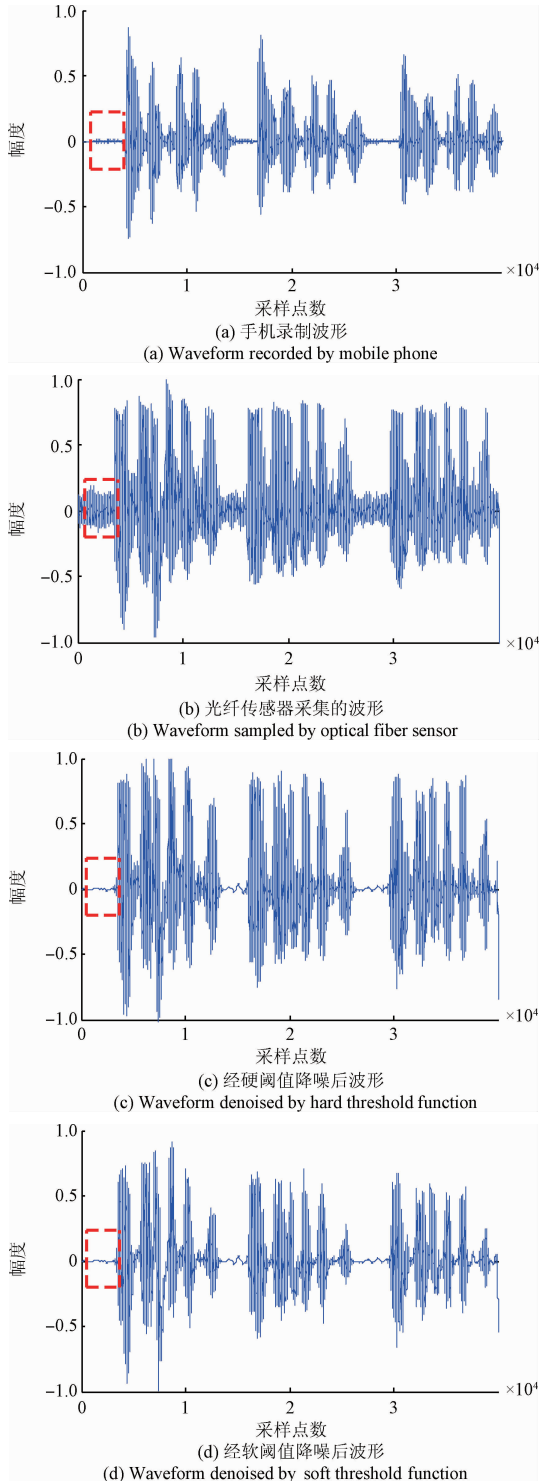 1.0
0.5
0
−0.5
−1.0
幅度
0 1 2 3 ×10⁴
采样点数
(a) 手机录制波形
(a) Waveform recorded by mobile phone
1.0
0.5
0
−0.5
−1.0
幅度
0 1 2 3 ×10⁴
采样点数
(b) 光纤传感器采集的波形
(b) Waveform sampled by optical fiber sensor
1.0
0.5
0
−0.5
−1.0
幅度
0 1 2 3 ×10⁴
采样点数
(c) 经硬阈值降噪后波形
(c) Waveform denoised by hard threshold function
1.0
0.5
0
−0.5
−1.0
幅度
0 1 2 3 ×10⁴
采样点数
(d) 经软阈值降噪后波形
(d) Waveform denoised by soft threshold function